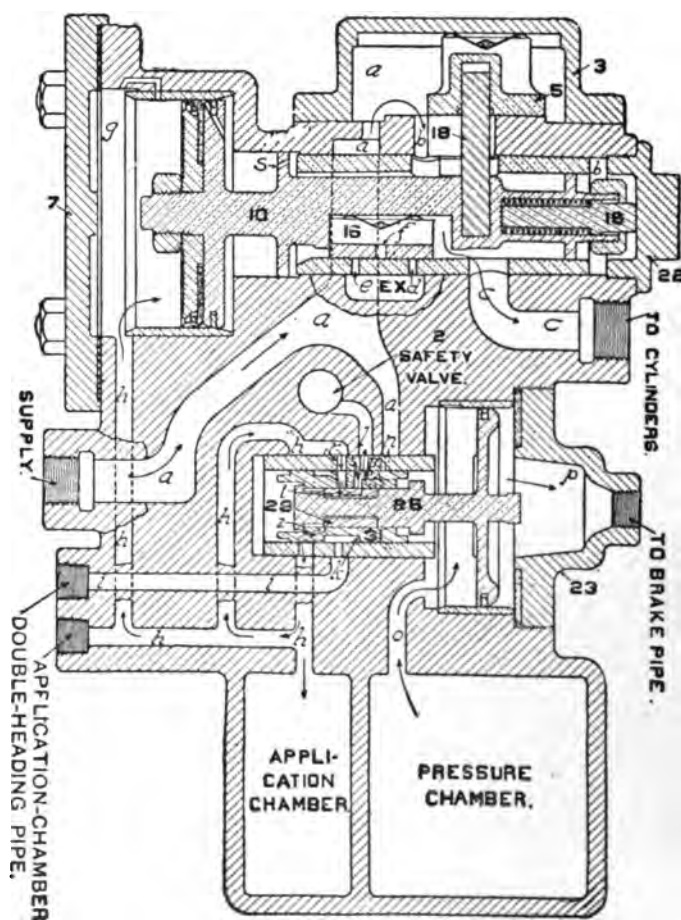 a
3
5
g
18
a
b
b
S
7
10
16
f
18
22
e
EX
d
a
c
c
2
SAFETY
VALVE.
TO CYLINDERS.
h
a
n
SUPPLY.
a
h
l
p
28
26
h
h
23
TO BRAKE PIPE.
l
h
h
o
APPLICATION-CHAMBER
DOUBLE-HEADING PIPE.
APPLI-
CATION
CHAMBER
PRESSURE
CHAMBER.